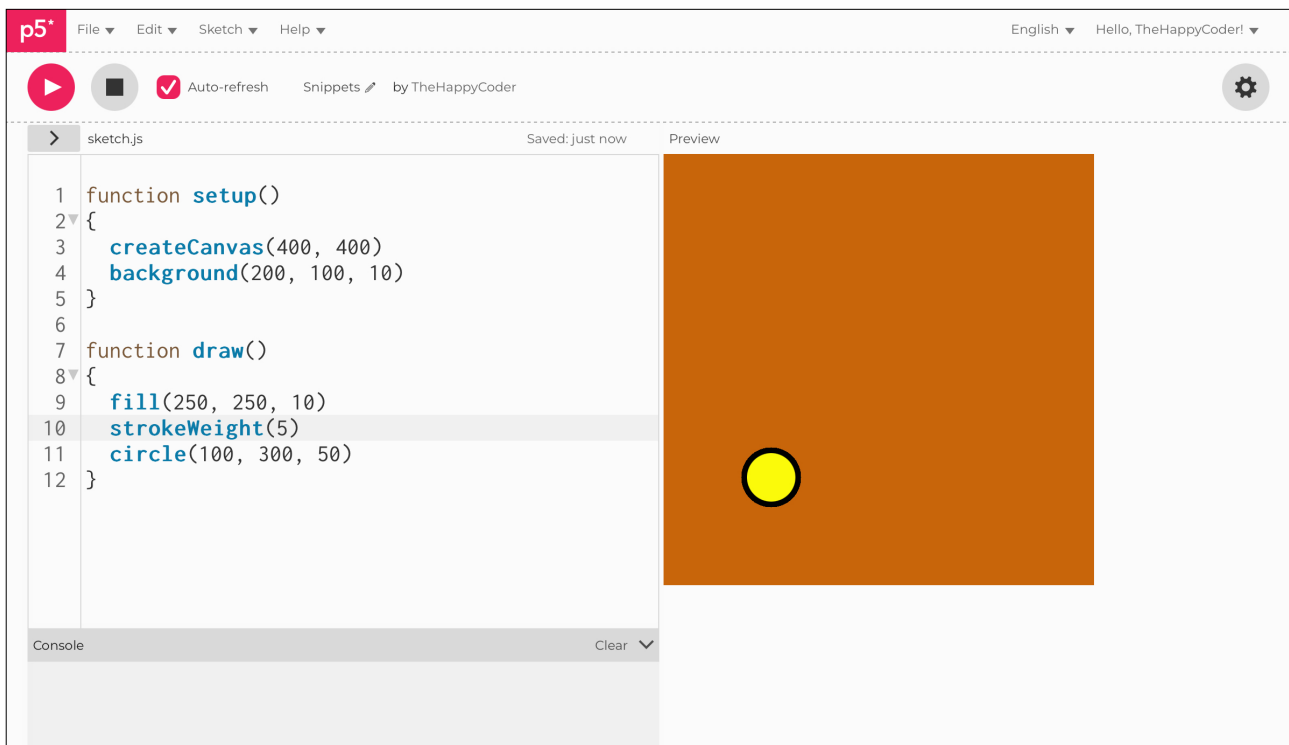 p5* File Edit Sketch Help English Hello, TheHappyCoder!
Auto-refresh Snippets by TheHappyCoder
sketch.js Saved: just now Preview
1 function setup()
2 {
3 createCanvas(400, 400)
4 background(200, 100, 10)
5 }
6
7 function draw()
8 {
9 fill(250, 250, 10)
10 strokeWeight(5)
11 circle(100, 300, 50)
12 }
Console Clear